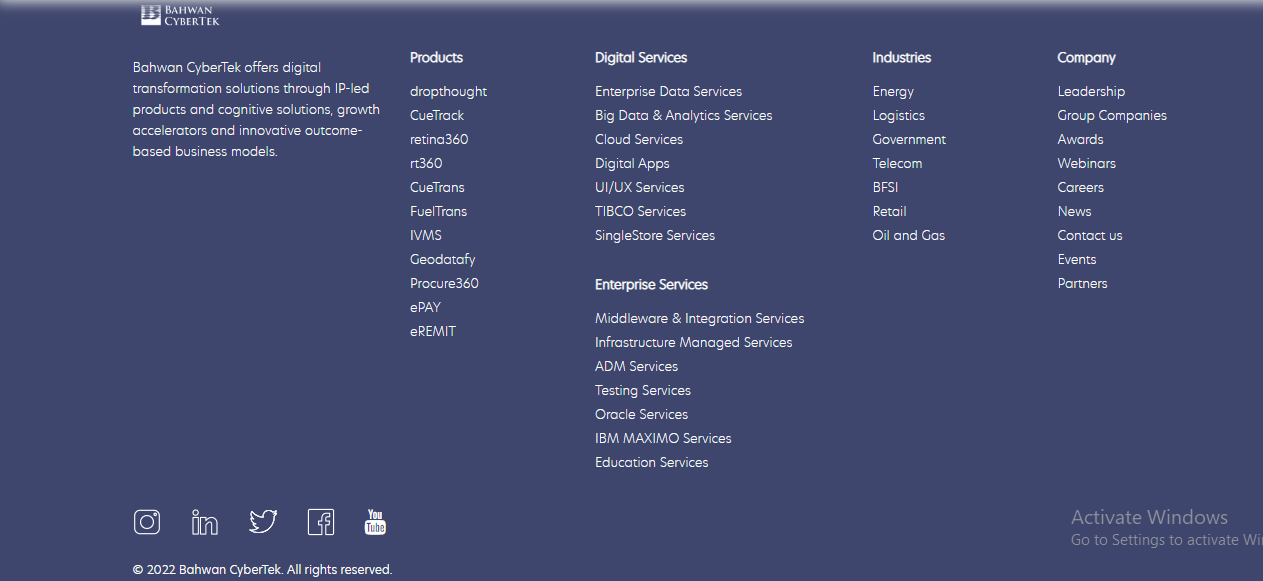 BAHWAN
CYBERTEK
Bahwan CyberTek offers digital
transformation solutions through IP-led
products and cognitive solutions, growth
accelerators and innovative outcome-
based business models.
Products
dropthought
CueTrack
retina360
rt360
CueTrans
FuelTrans
IVMS
Geodatafy
Procure360
ePAY
eREMIT
Digital Services
Enterprise Data Services
Big Data & Analytics Services
Cloud Services
Digital Apps
UI/UX Services
TIBCO Services
SingleStore Services
Enterprise Services
Middleware & Integration Services
Infrastructure Managed Services
ADM Services
Testing Services
Oracle Services
IBM MAXIMO Services
Education Services
Industries
Energy
Logistics
Government
Telecom
BFSI
Retail
Oil and Gas
Company
Leadership
Group Companies
Awards
Webinars
Careers
News
Contact us
Events
Partners
in
You
Tube
© 2022 Bahwan CyberTek. All rights reserved.
Activate Windows
Go to Settings to activate Wi